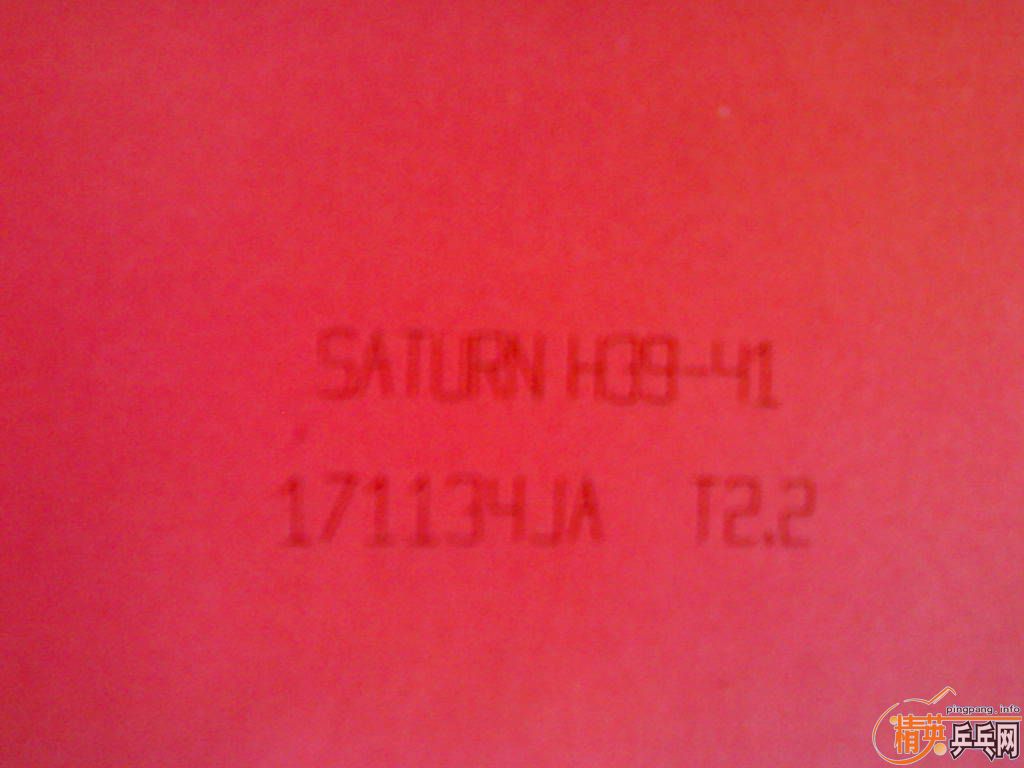 SATURN H39-41
171134JA T2.2
pingpang.info
精英乒乓网